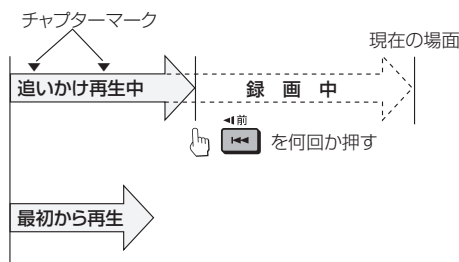 チャプターマーク
現在の場面
追いかけ再生中
録 画 中
前
を何回か押す
最初から再生